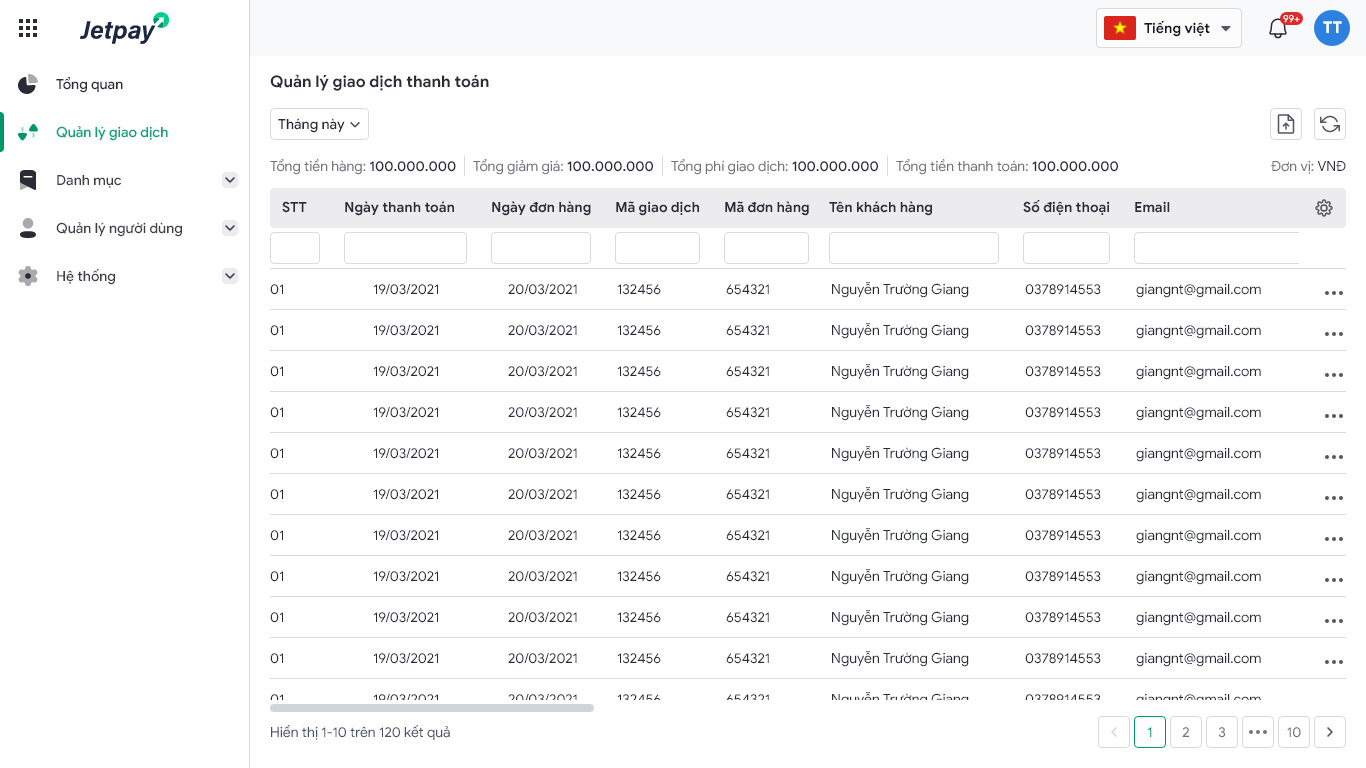 Jetpay
Tiếng việt
99+
TT
Tổng quan
Quản lý giao dịch
Danh mục
Quản lý người dùng
Hệ thống
Quản lý giao dịch thanh toán
Tháng này
Tổng tiền hàng: 100.000.000 Tổng giảm giá: 100.000.000 Tổng phí giao dịch: 100.000.000 Tổng tiền thanh toán: 100.000.000 Đơn vị: VNĐ
STT Ngày thanh toán Ngày đơn hàng Mã giao dịch Mã đơn hàng Tên khách hàng Số điện thoại Email
01 19/03/2021 20/03/2021 132456 654321 Nguyễn Trường Giang 0378914553 giangnt@gmail.com
01 19/03/2021 20/03/2021 132456 654321 Nguyễn Trường Giang 0378914553 giangnt@gmail.com
01 19/03/2021 20/03/2021 132456 654321 Nguyễn Trường Giang 0378914553 giangnt@gmail.com
01 19/03/2021 20/03/2021 132456 654321 Nguyễn Trường Giang 0378914553 giangnt@gmail.com
01 19/03/2021 20/03/2021 132456 654321 Nguyễn Trường Giang 0378914553 giangnt@gmail.com
01 19/03/2021 20/03/2021 132456 654321 Nguyễn Trường Giang 0378914553 giangnt@gmail.com
01 19/03/2021 20/03/2021 132456 654321 Nguyễn Trường Giang 0378914553 giangnt@gmail.com
01 19/03/2021 20/03/2021 132456 654321 Nguyễn Trường Giang 0378914553 giangnt@gmail.com
01 19/03/2021 20/03/2021 132456 654321 Nguyễn Trường Giang 0378914553 giangnt@gmail.com
01 19/03/2021 20/03/2021 132456 654321 Nguyễn Trường Giang 0378914553 giangnt@gmail.com
01 19/03/2021 20/03/2021 132456 654321 Nguyễn Trường Giang 0378914553 giangnt@gmail.com
Hiển thị 1-10 trên 120 kết quả
1 2 3 ••• 10